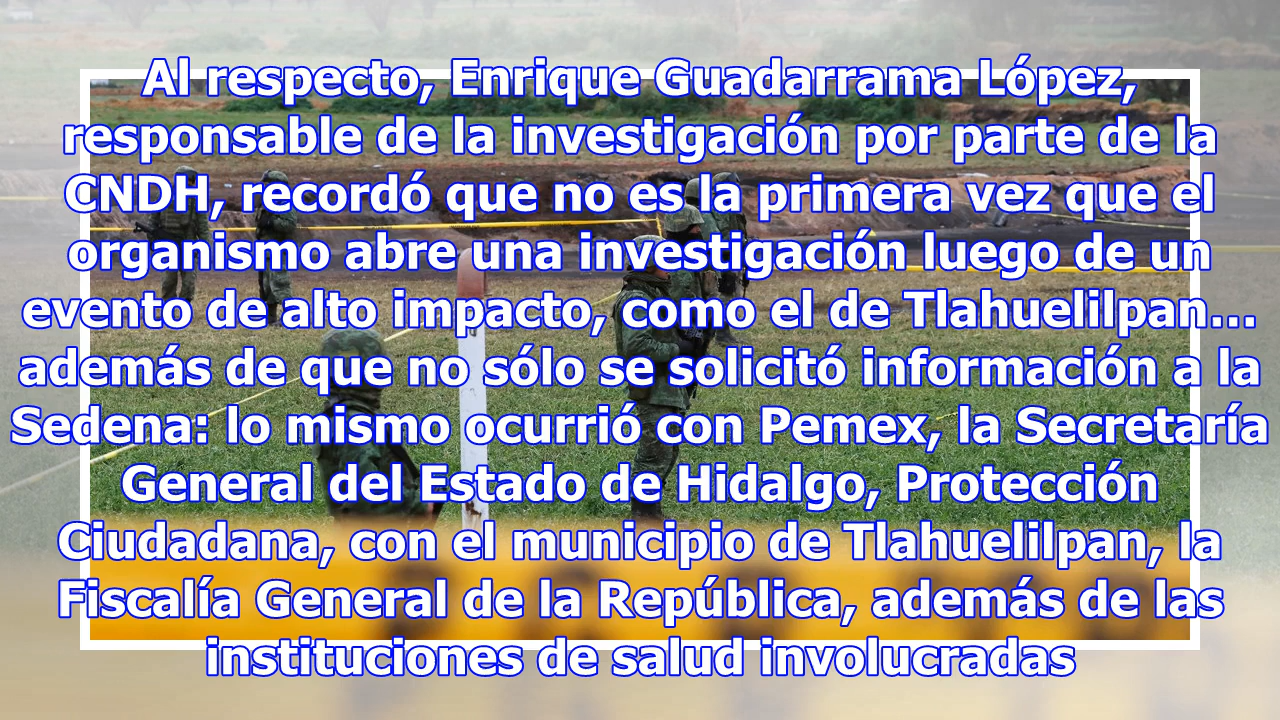 Al respecto, Enrique Guadarrama López,
responsable de la investigación por parte de la
CNDH, recordó que no es la primera vez que el
organismo abre una investigación luego de un
evento de alto impacto, como el de Tlahuelilpan...
además de que no sólo se solicitó información a la
Sedena: lo mismo ocurrió con Pemex, la Secretaría
General del Estado de Hidalgo, Protección
Ciudadana, con el municipio de Tlahuelilpan, la
Fiscalía General de la República, además de las
instituciones de salud involucradas